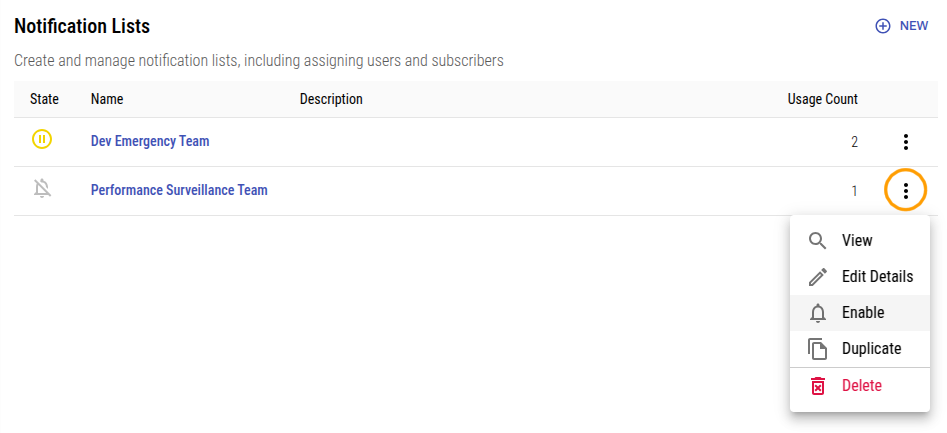 Notification Lists
NEW
Create and manage notification lists, including assigning users and subscribers
State Name Description Usage Count
Dev Emergency Team 2
Performance Surveillance Team 1
View
Edit Details
Enable
Duplicate
Delete